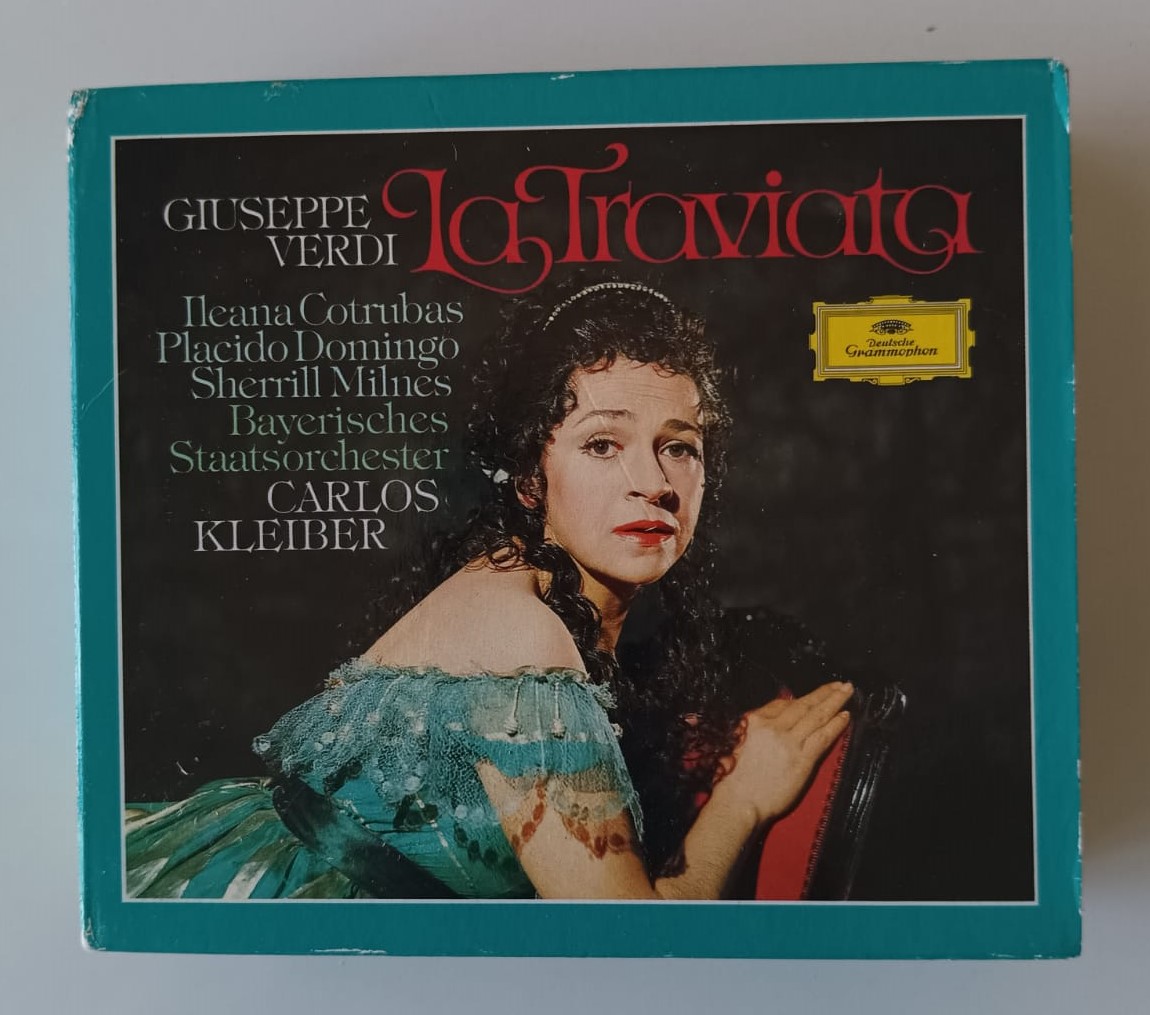 GIUSEPPE
VERDI
La Traviata
Ileana Cotrubas
Placido Domingo
Sherrill Milnes
Bayerisches
Staatsorchester
CARLOS
KLEIBER
Deutsche
Grammophon